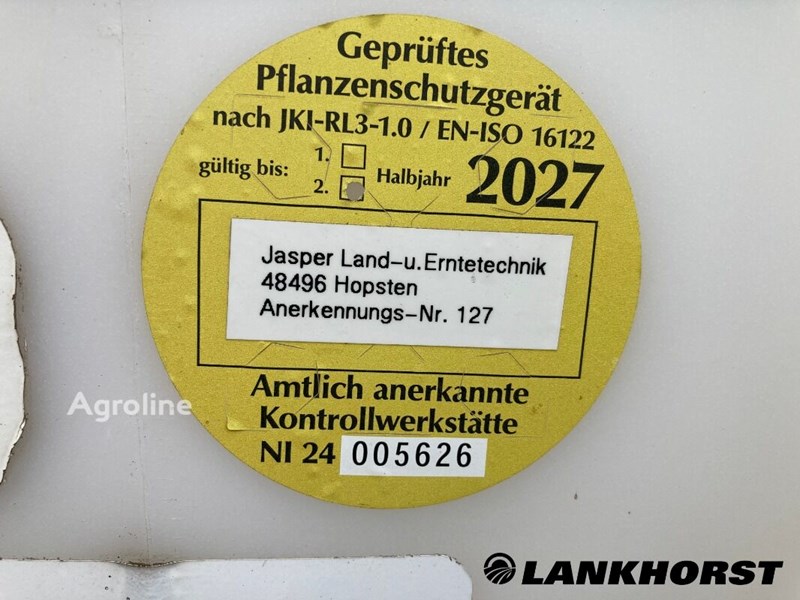 Geprüftes
Pflanzenschutzgerät
nach JKI-RL3-1.0 / EN-ISO 16122
gültig bis: 1. Halbjahr 2027
2.
Jasper Land-u.Erntetechnik
48496 Hopsten
Anerkennungs-Nr. 127
Amtlich anerkannte
Kontrollwerkstätte
NI 24 005626
Agroline
LANKHORST